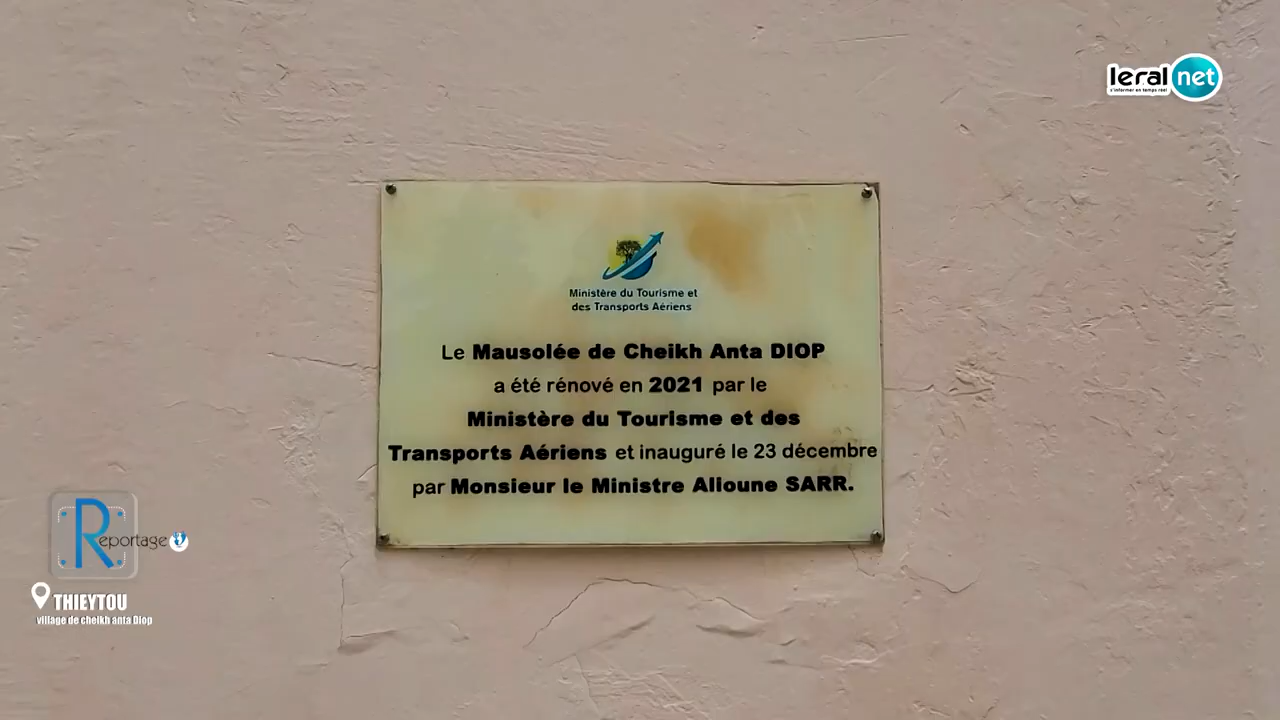 leral net
s'informer en temps réel
Ministère du Tourisme et
des Transports Aériens
Le Mausolée de Cheikh Anta DIOP
a été rénové en 2021 par le
Ministère du Tourisme et des
Transports Aériens et inauguré le 23 décembre
par Monsieur le Ministre Alioune SARR.
Reportage
THIEYTOU
village de cheikh anta Diop